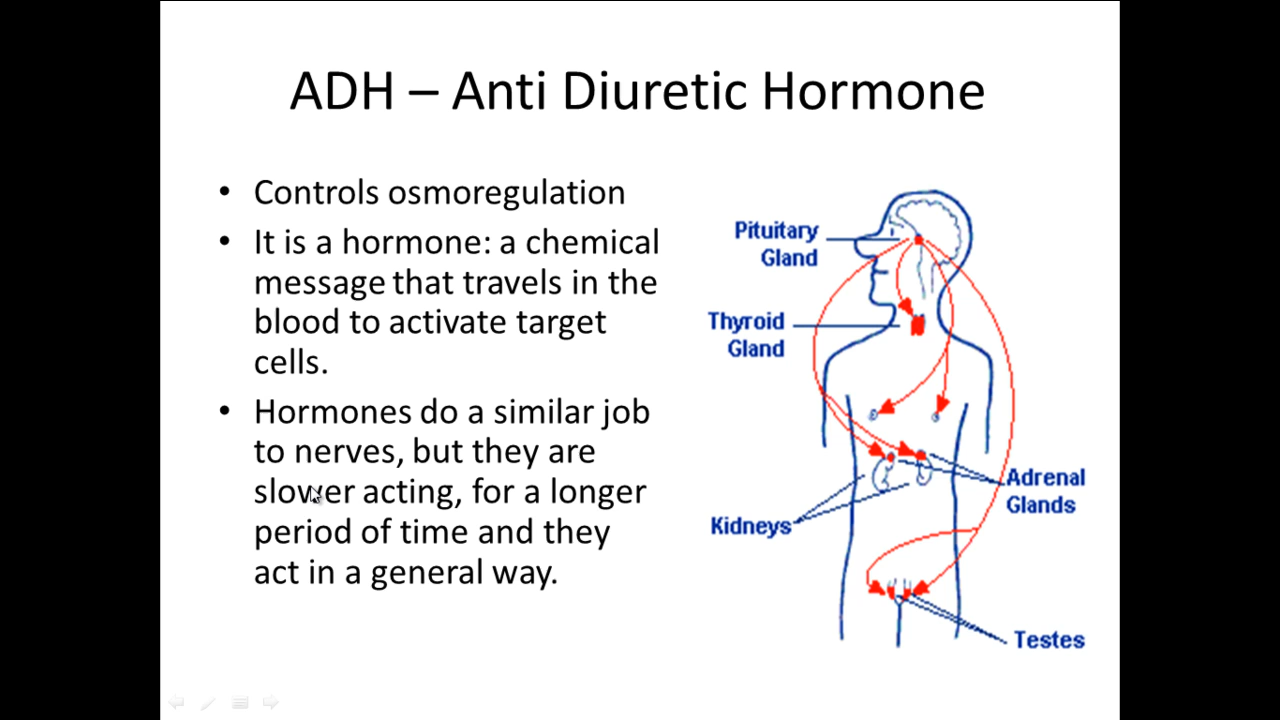 ADH – Anti Diuretic Hormone
• Controls osmoregulation
• It is a hormone: a chemical
message that travels in the
blood to activate target
cells.
• Hormones do a similar job
to nerves, but they are
slower acting, for a longer
period of time and they
act in a general way.
Pituitary
Gland
Thyroid
Gland
Adrenal
Glands
Kidneys
Testes